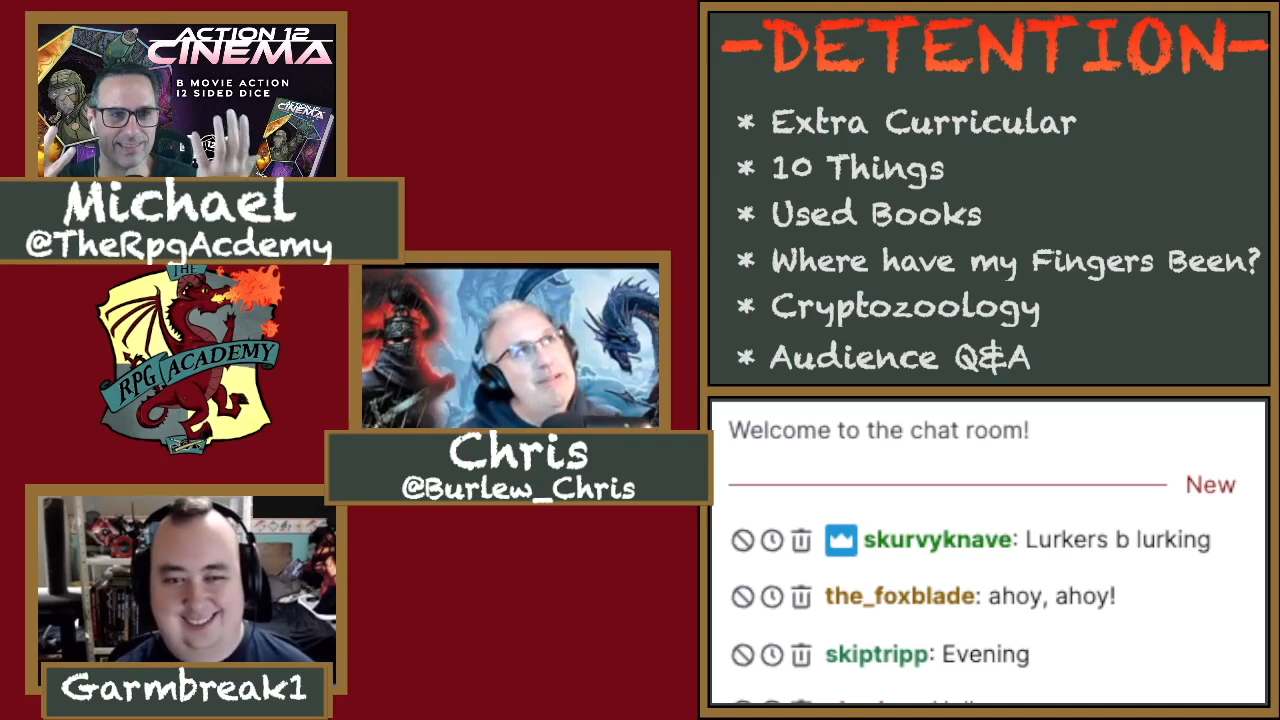 ACTION 12
CINEMA
B MOVIE ACTION
12 SIDED DICE
Michael
@TheRpgAcdemy
THE
RPG ACADEMY
Chris
@Burlew_Chris
Garmbreak1
-DETENTION-
* Extra Curricular
* 10 Things
* Used Books
* Where have my Fingers Been?
* Cryptozoology
* Audience Q&A
Welcome to the chat room!
New
skurvyknave: Lurkers b lurking
the_foxblade: ahoy, ahoy!
skiptripp: Evening